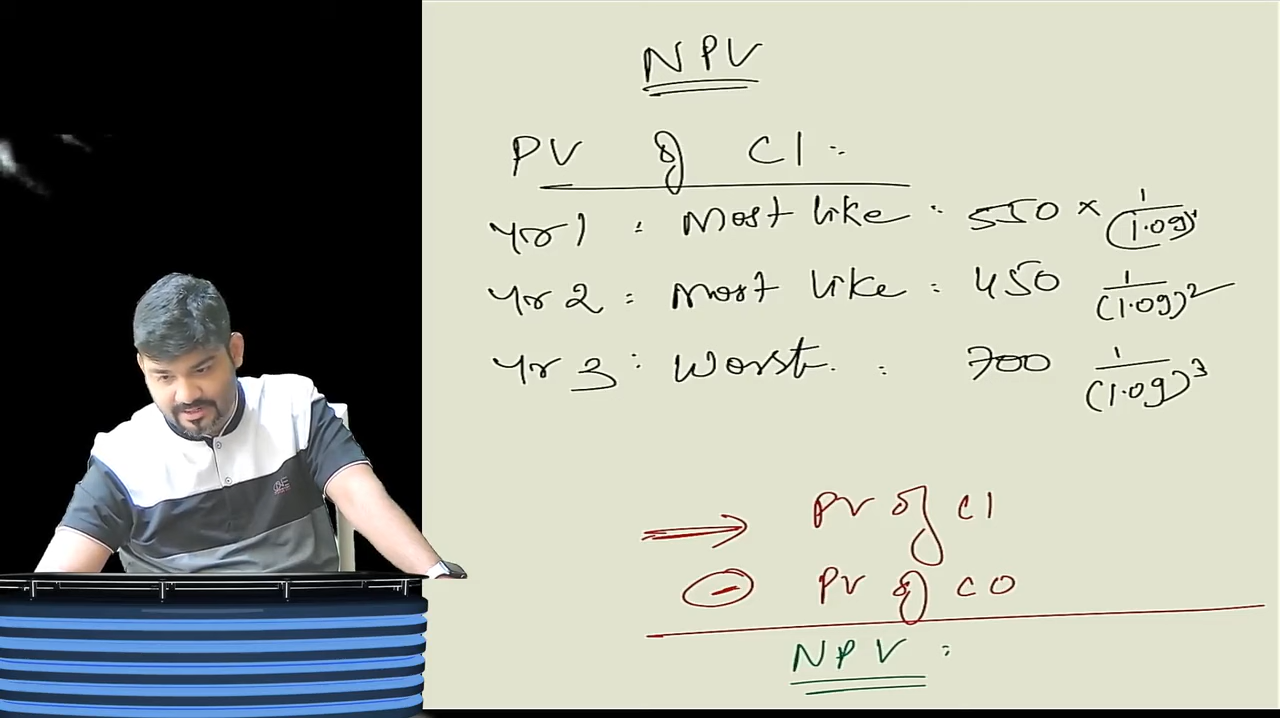 NPV
PV of CI :
Yr 1 : Most like : 550 × 1/(1.09)¹
Yr 2 : Most like : 450 1/(1.09)²
Yr 3 : Worst : 700 1/(1.09)³
PV of CI
⊖ PV of CO
NPV :